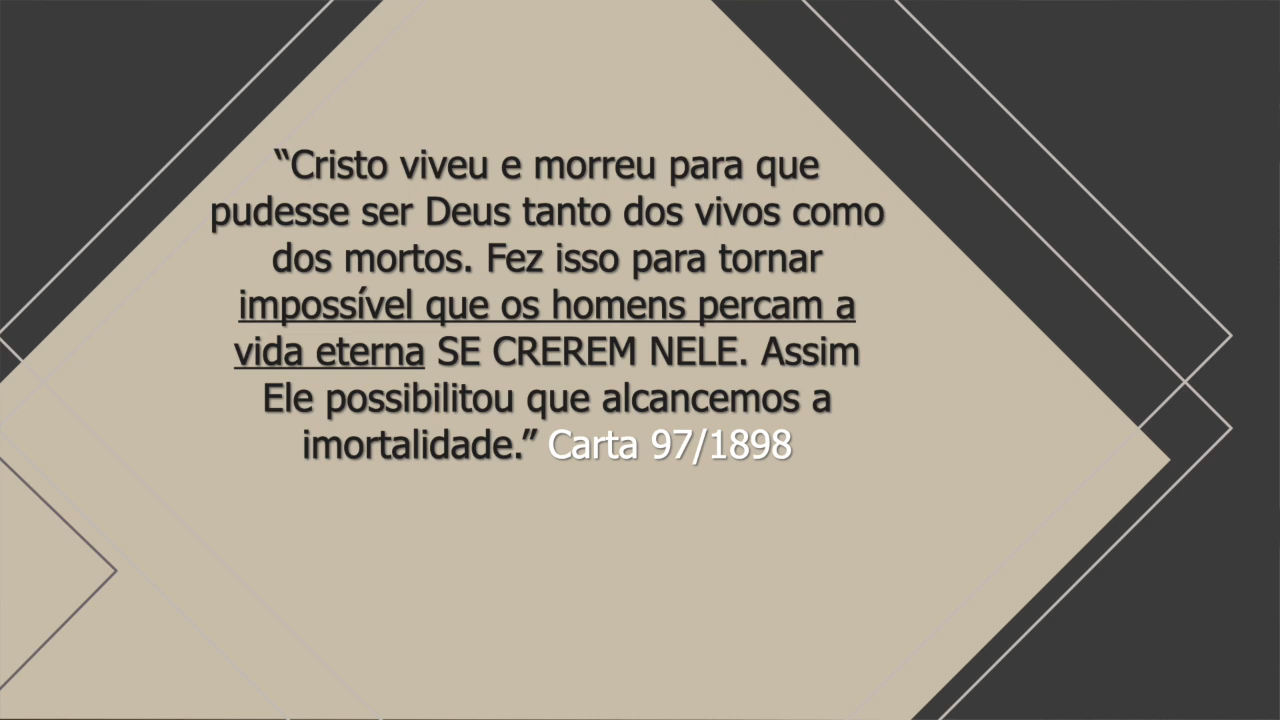 “Cristo viveu e morreu para que
pudesse ser Deus tanto dos vivos como
dos mortos. Fez isso para tornar
impossível que os homens percam a
vida eterna SE CREREM NELE. Assim
Ele possibilitou que alcancemos a
imortalidade.” Carta 97/1898